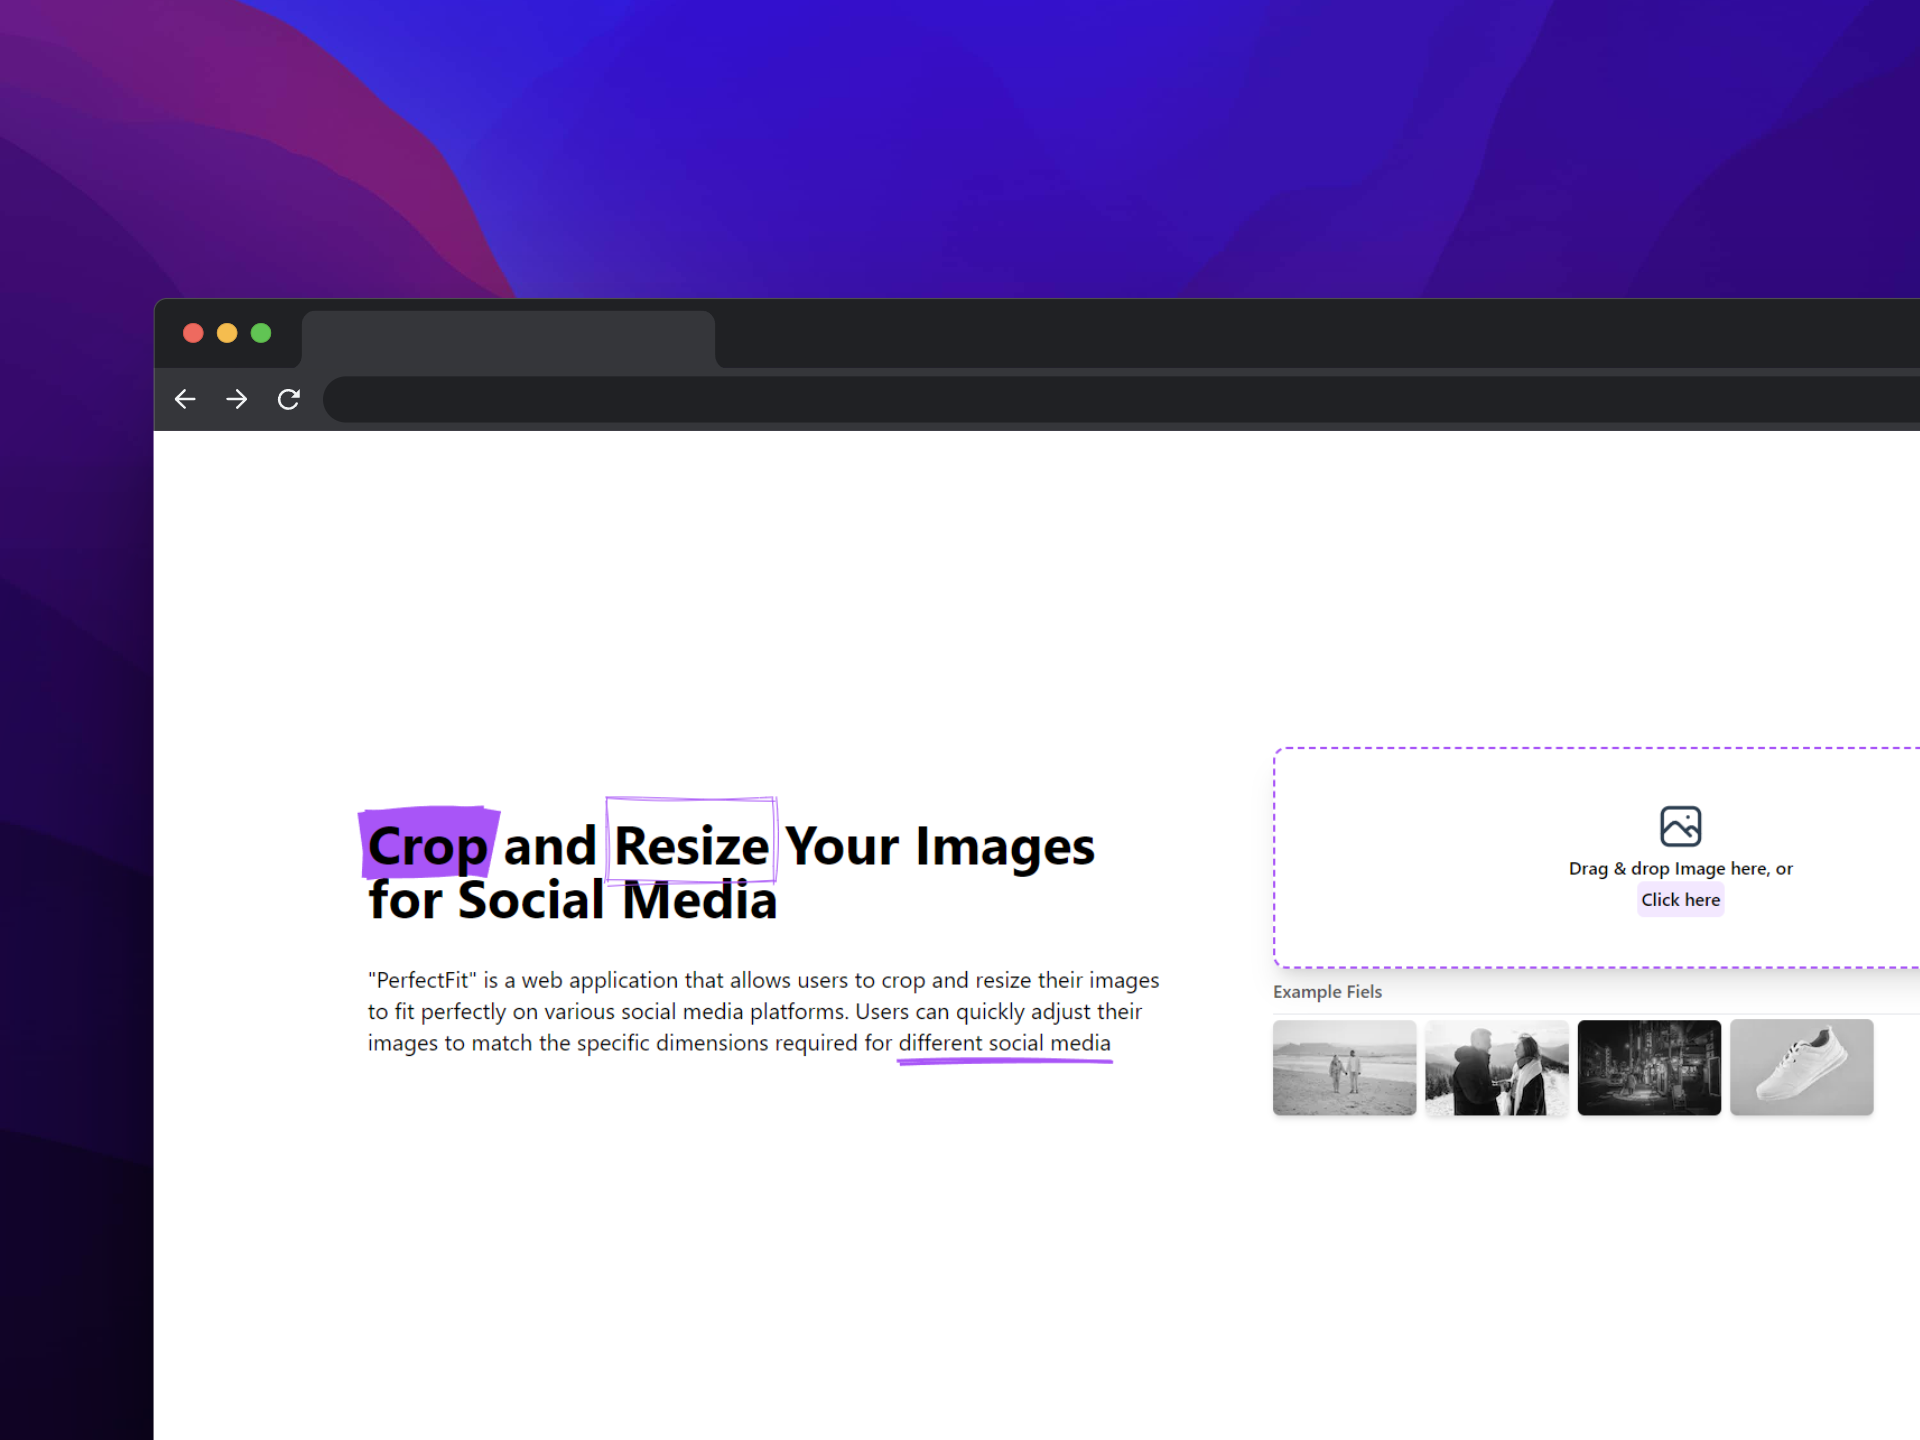 Crop and Resize Your Images
for Social Media
"PerfectFit" is a web application that allows users to crop and resize their images
to fit perfectly on various social media platforms. Users can quickly adjust their
images to match the specific dimensions required for different social media
Drag & drop Image here, or
Click here
Example Fiels